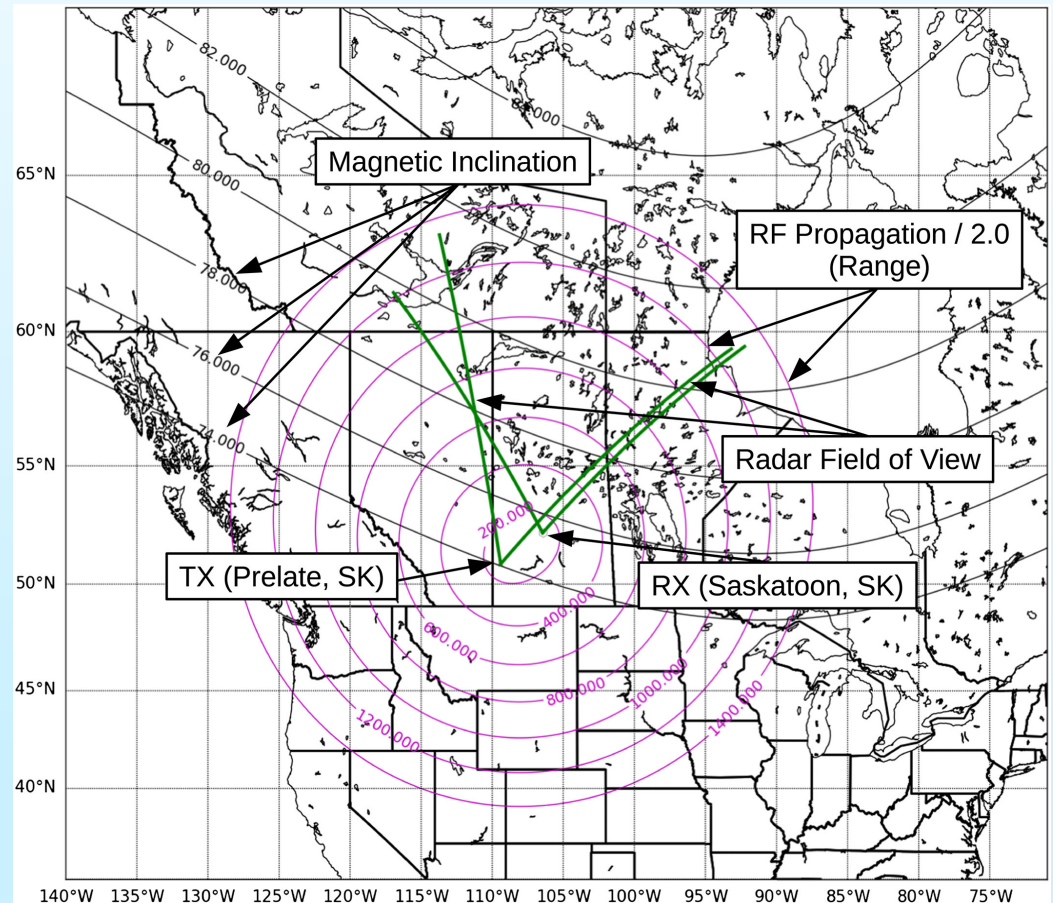 82.000
80.000
Magnetic Inclination
65°N
80.000
RF Propagation / 2.0
(Range)
78.000
60°N
76.000
74.000
Radar Field of View
55°N
200.000
TX (Prelate, SK)
RX (Saskatoon, SK)
50°N
400.000
600.000
45°N
800.000
1000.000
1400.000
1200.000
40°N
140°W 135°W 130°W 125°W 120°W 115°W 110°W 105°W 100°W 95°W 90°W 85°W 80°W 75°W